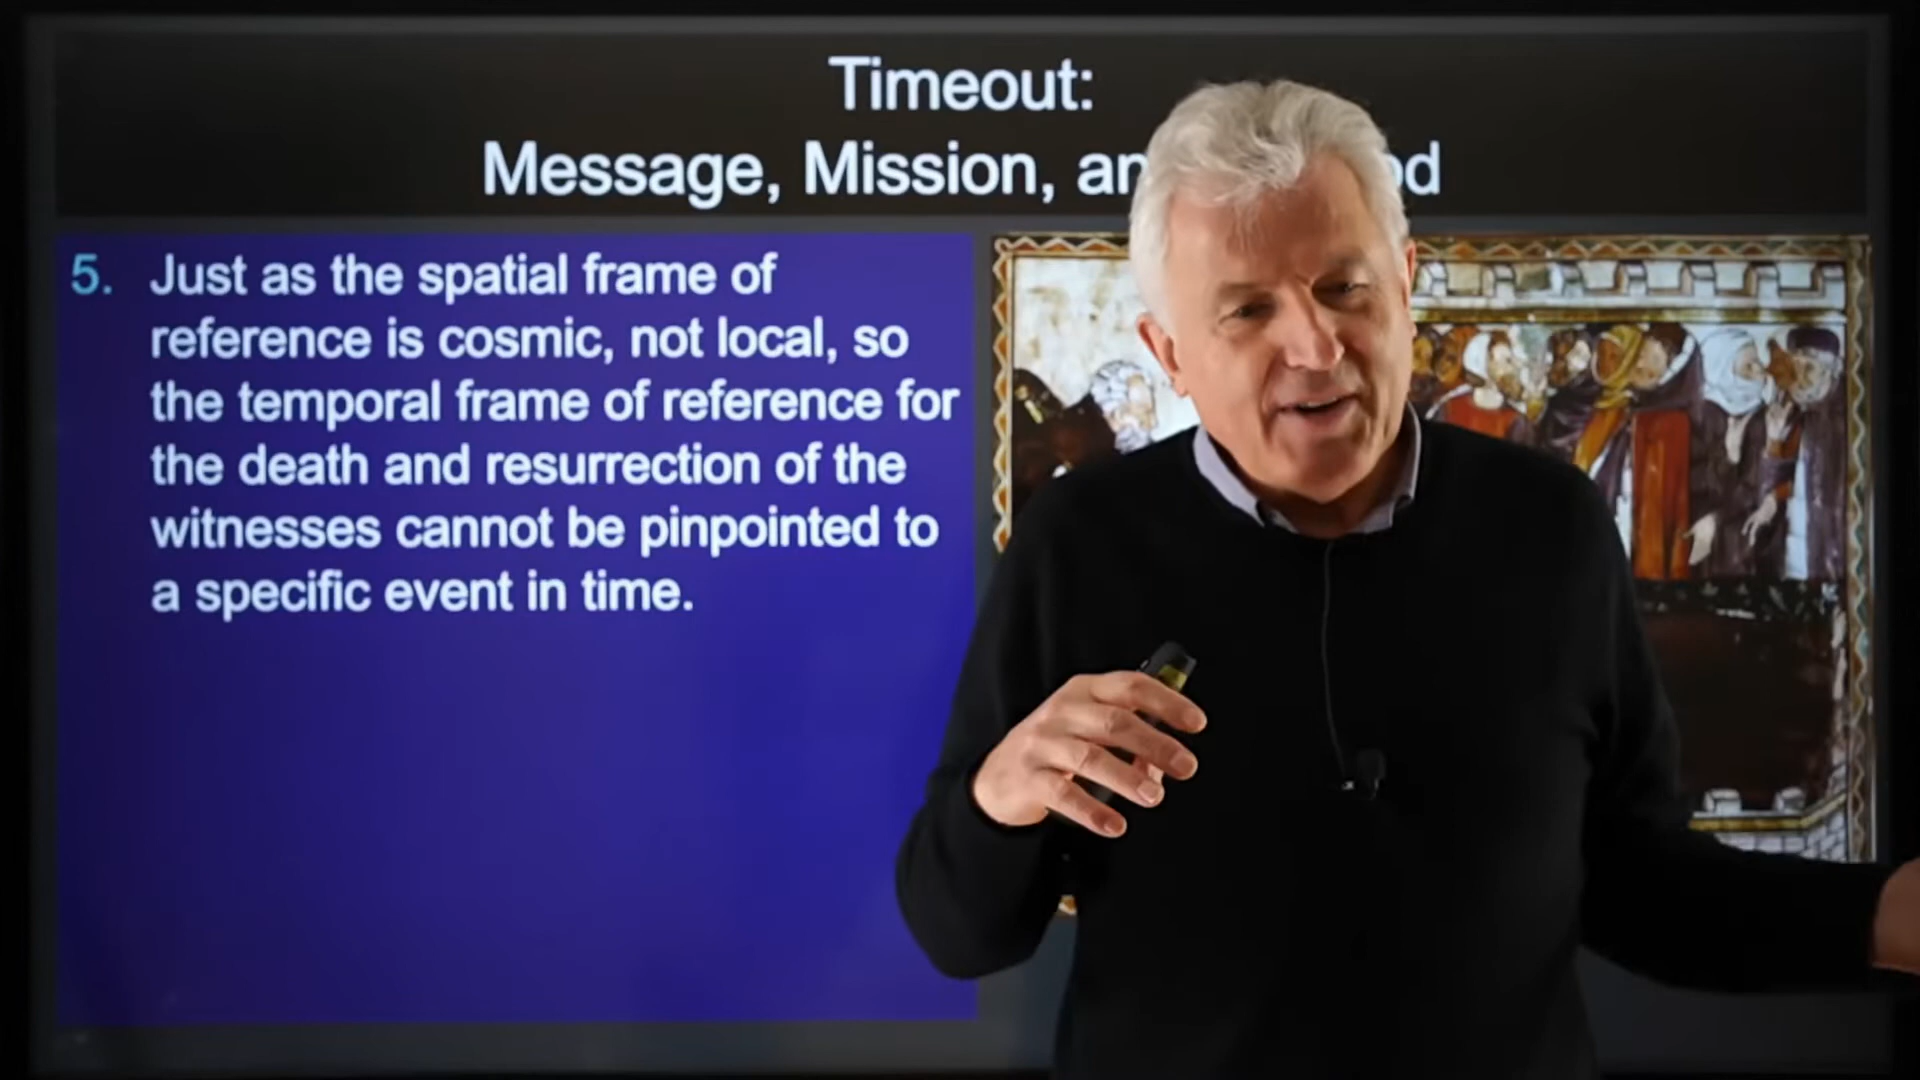 Timeout:
Message, Mission, an od
5. Just as the spatial frame of
reference is cosmic, not local, so
the temporal frame of reference for
the death and resurrection of the
witnesses cannot be pinpointed to
a specific event in time.